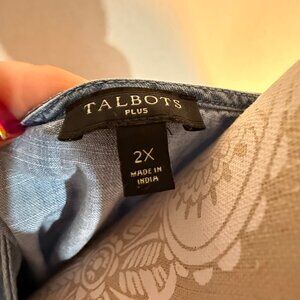 TALBOTS
PLUS
2X
MADE IN
INDIA